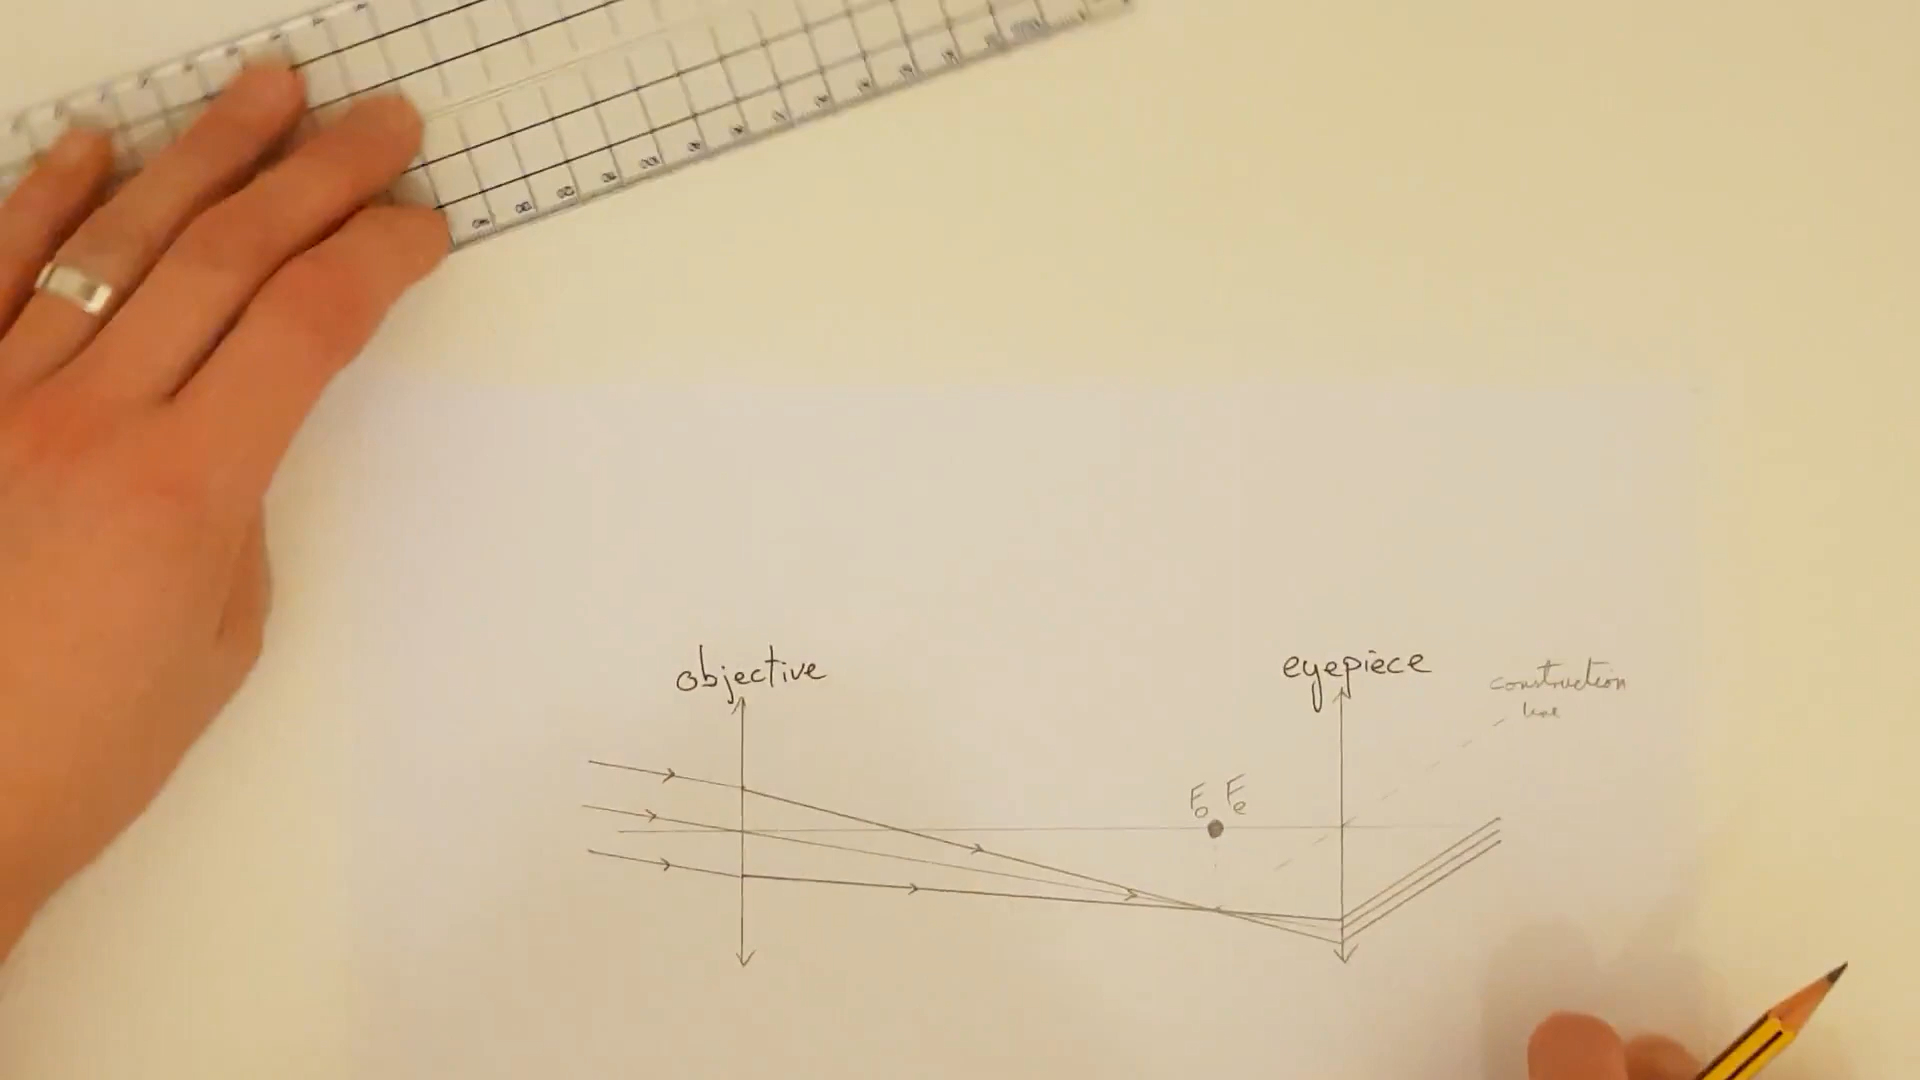 objective
eyepiece
construction
line
Fo Fe